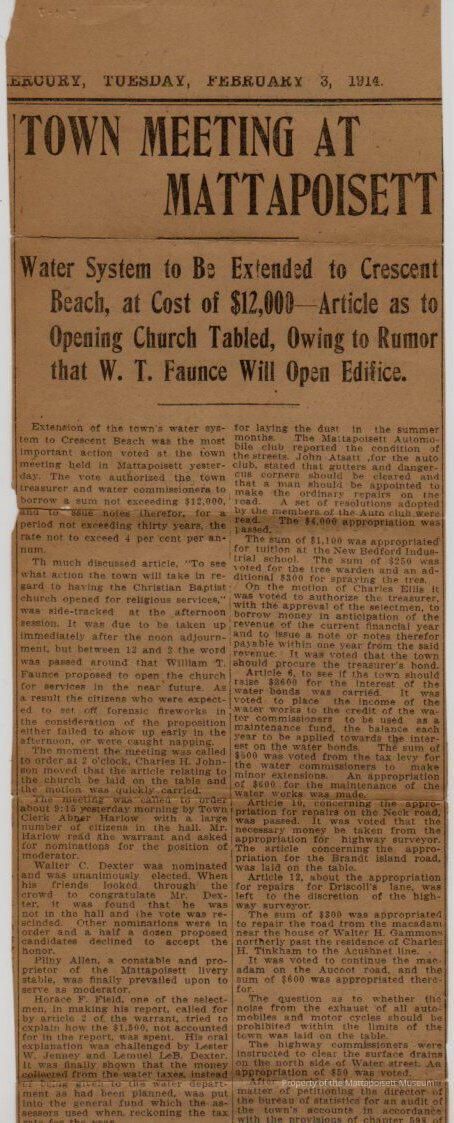 ERCURY, TUESDAY, FEBRUARY 3, 1914.
TOWN MEETING AT
MATTAPOISETT
Water System to Be Extended to Crescent
Beach, at Cost of $12,000—Article as to
Opening Church Tabled, Owing to Rumor
that W. T. Faunce Will Open Edifice.
Extension of the town's water sys-
tem to Crescent Beach was the most
important action voted at the town
meeting held in Mattapoisett yester-
day. The vote authorized the town
treasurer and water commissioners to
borrow a sum not exceeding $12,000,
and to issue notes therefor, for a
period not exceeding thirty years, the
rate not to exceed 4 per cent per an-
num.
Th much discussed article, "To see
what action the town will take in re-
gard to having the Christian Baptist
church opened for religious services,"
was side-tracked at the afternoon
session. It was due to be taken up
immediately after the noon adjourn-
ment, but between 12 and 2 the word
was passed around that William T.
Faunce proposed to open the church
for services in the near future. As
a result the citizens who were expect-
ed to set off forensic fireworks in
the consideration of the proposition
either failed to show up early in the
afternoon, or were caught napping.
The moment the meeting was called
to order at 2 o'clock, Charles H. John-
son moved that the article relating to
the church be laid on the table and
the motion was quickly carried.
The meeting was called to order
about 9:15 yesterday morning by Town
Clerk Abner Harlow with a large
number of citizens in the hall. Mr.
Harlow read the warrant and asked
for nominations for the position of
moderator.
Walter C. Dexter was nominated
and was unanimously elected. When
his friends looked through the
crowd to congratulate Mr. Dex-
ter, it was found that he was
not in the hall and the vote was re-
scinded. Other nominations were in
order and a half a dozen proposed
candidates declined to accept the
honor.
Pliny Allen, a constable and pro-
prietor of the Mattapoisett livery
stable, was finally prevailed upon to
serve as moderator.
Horace F. Field, one of the select-
men, in making his report, called for
by article 2 of the warrant, tried to
explain how the $1,500, not accounted
for in the report, was spent. His oral
explanation was challenged by Lester
W. Jenney and Lemuel LeB. Dexter.
It was finally shown that the money
collected from the water taxes, instead
of being given to the water depart-
ment as had been planned, was put
into the general fund which the as-
sessors used when reckoning the tax
rate for the year.
for laying the dust in the summer
months. The Mattapoisett Automo-
bile club reported the condition of
the streets. John Atsatt ,for the auto
club, stated that gutters and danger-
ous corners should be cleared and
that a man should be appointed to
make the ordinary repairs on the
road. A set of resolutions adopted
by the members of the Auto club were
read. The $4,000 appropriation was
passed.
The sum of $1,100 was appropriated
for tuition at the New Bedford Indus-
trial school. The sum of $250 was
voted for the tree warden and an ad-
ditional $300 for spraying the tres.
On the motion of Charles Ellis it
was voted to authorize the treasurer,
with the approval of the selectmen, to
borrow money in anticipation of the
revenue of the current financial year
and to issue a note or notes therefor
payable within one year from the said
revenue. It was voted that the town
should procure the treasurer's bond.
Article 6, to see if the town should
raise $2600 for the interest of the
water bonds was carried. It was
voted to place the income of the
water works to the credit of the wa-
ter commissioners to be used as a
maintenance fund, the balance each
year to be applied towards the inter-
est on the water bonds. The sum of
$500 was voted from the tax levy for
the water commissioners to make
minor extensions. An appropriation
of $600 for the maintenance of the
water works was made.
Article 10, concerning the appro-
priation for repairs on the Neck road,
was passed. It was voted that the
necessary money be taken from the
appropriation for highway surveyor.
The article concerning the appro-
priation for the Brandt island road,
was laid on the table.
Article 12, about the appropriation
for repairs for Driscoll's lane, was
left to the discretion of the high-
way surveyor.
The sum of $300 was appropriated
to repair the road from the macadam
near the house of Walter H. Gammons
northerly past the residence of Charles
H. Tinkham to the Acushnet line.
It was voted to continue the mac-
adam on the Aucoot road, and the
sum of $600 was appropriated there-
for.
The question as to whether the
noise from the exhaust of all auto-
mobiles and motor cycles should be
prohibited within the limits of the
town was laid on the table.
The highway commissioners were
instructed to clear the surface drains
on the north side of Water street. An
appropriation of $50 was voted.
matter of petitioning the director of
the bureau of statistics for an audit of
the town's accounts in accordance
with the provisions of chapter 598 of
Property of the Mattapoisett Museum